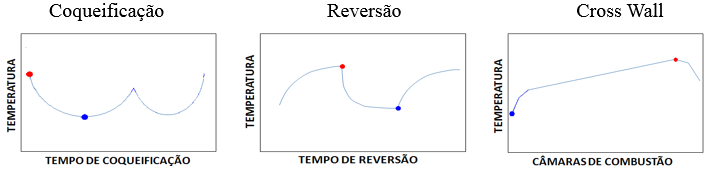 Coqueificação
Reversão
Cross Wall
TEMPERATURA
TEMPERATURA
TEMPERATURA
TEMPO DE COQUEIFICAÇÃO
TEMPO DE REVERSÃO
CÂMARAS DE COMBUSTÃO